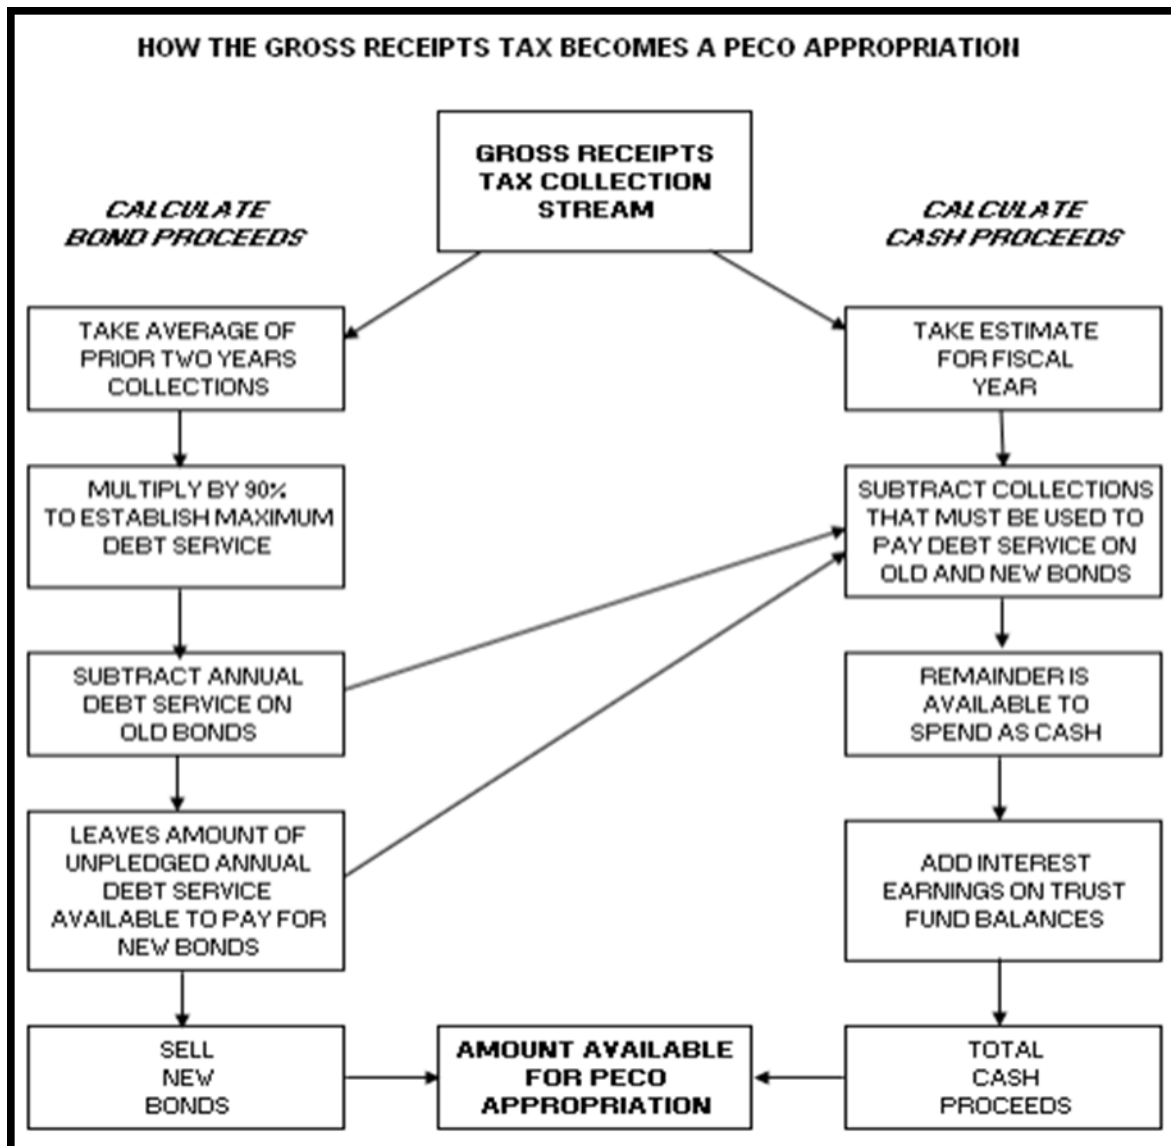 HOW THE GROSS RECEIPTS TAX BECOMES A PECO APPROPRIATION
GROSS RECEIPTS
TAX COLLECTION
STREAM
CALCULATE
BOND PROCEEDS
CALCULATE
CASH PROCEEDS
TAKE AVERAGE OF
PRIOR TWO YEARS
COLLECTIONS
MULTIPLY BY 90%
TO ESTABLISH MAXIMUM
DEBT SERVICE
SUBTRACT ANNUAL
DEBT SERVICE ON
OLD BONDS
LEAVES AMOUNT OF
UNPLEDGED ANNUAL
DEBT SERVICE
AVAILABLE TO PAY FOR
NEW BONDS
SELL
NEW
BONDS
TAKE ESTIMATE
FOR FISCAL
YEAR
SUBTRACT COLLECTIONS
THAT MUST BE USED TO
PAY DEBT SERVICE ON
OLD AND NEW BONDS
REMAINDER IS
AVAILABLE TO
SPEND AS CASH
ADD INTEREST
EARNINGS ON TRUST
FUND BALANCES
TOTAL
CASH
PROCEEDS
AMOUNT AVAILABLE
FOR PECO
APPROPRIATION